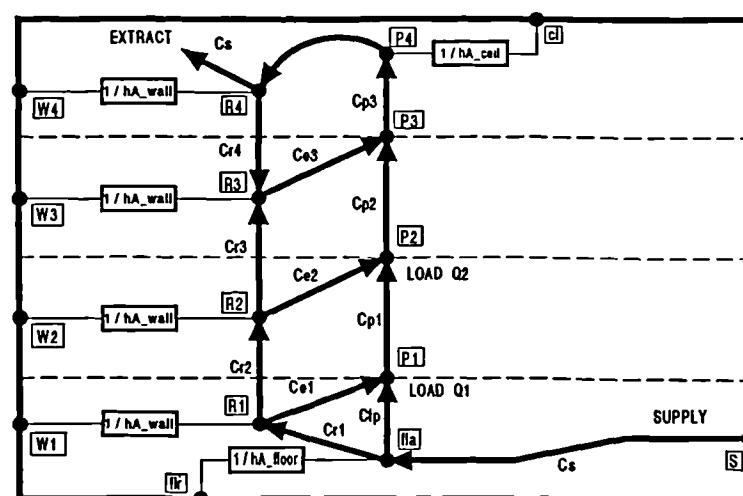 EXTRACT
Cs
P4
1 / hA_ceil
cl
W4
1 / hA_wall
R4
Cp3
P3
Cr4
Ce3
W3
1 / hA_wall
R3
Cp2
Cr3
P2
Ce2
LOAD Q2
W2
1 / hA_wall
R2
Cp1
Cr2
P1
Ce1
LOAD Q1
W1
1 / hA_wall
R1
Cfp
SUPPLY
Cr1
fla
1 / hA_floor
Cs
S
flr